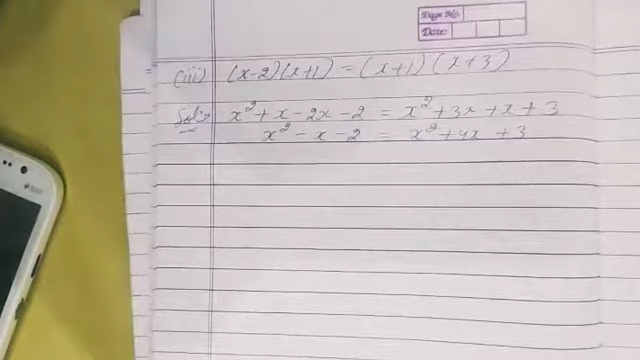 Page No.
Date:
(iii) (x-2)(x+1) = (x+1)(x+3)
Sol:- x²+x-2x-2 = x²+3x+x+3
x²-x-2 = x²+4x+3